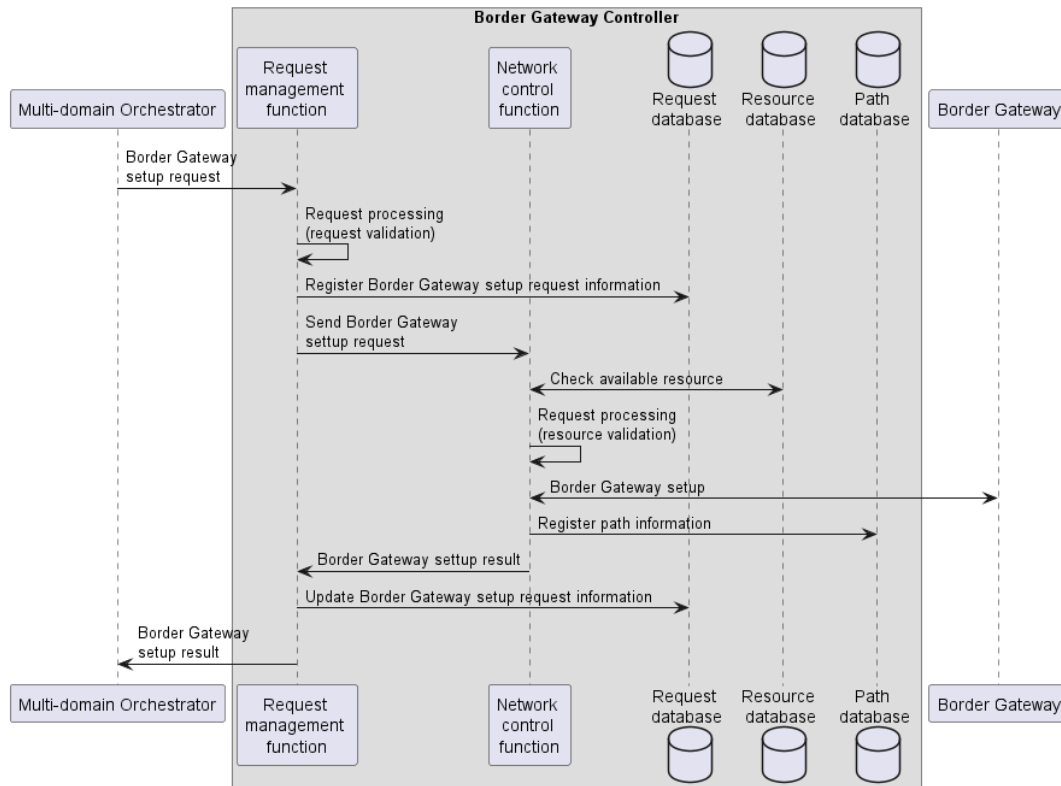 Border Gateway Controller
Multi-domain Orchestrator
Request
management
function
Network
control
function
Request
database
Resource
database
Path
database
Border Gateway
Border Gateway
setup request
Request processing
(request validation)
Register Border Gateway setup request information
Send Border Gateway
settup request
Check available resource
Request processing
(resource validation)
Border Gateway setup
Register path information
Border Gateway settup result
Update Border Gateway setup request information
Border Gateway
setup result
Multi-domain Orchestrator
Request
management
function
Network
control
function
Request
database
Resource
database
Path
database
Border Gateway